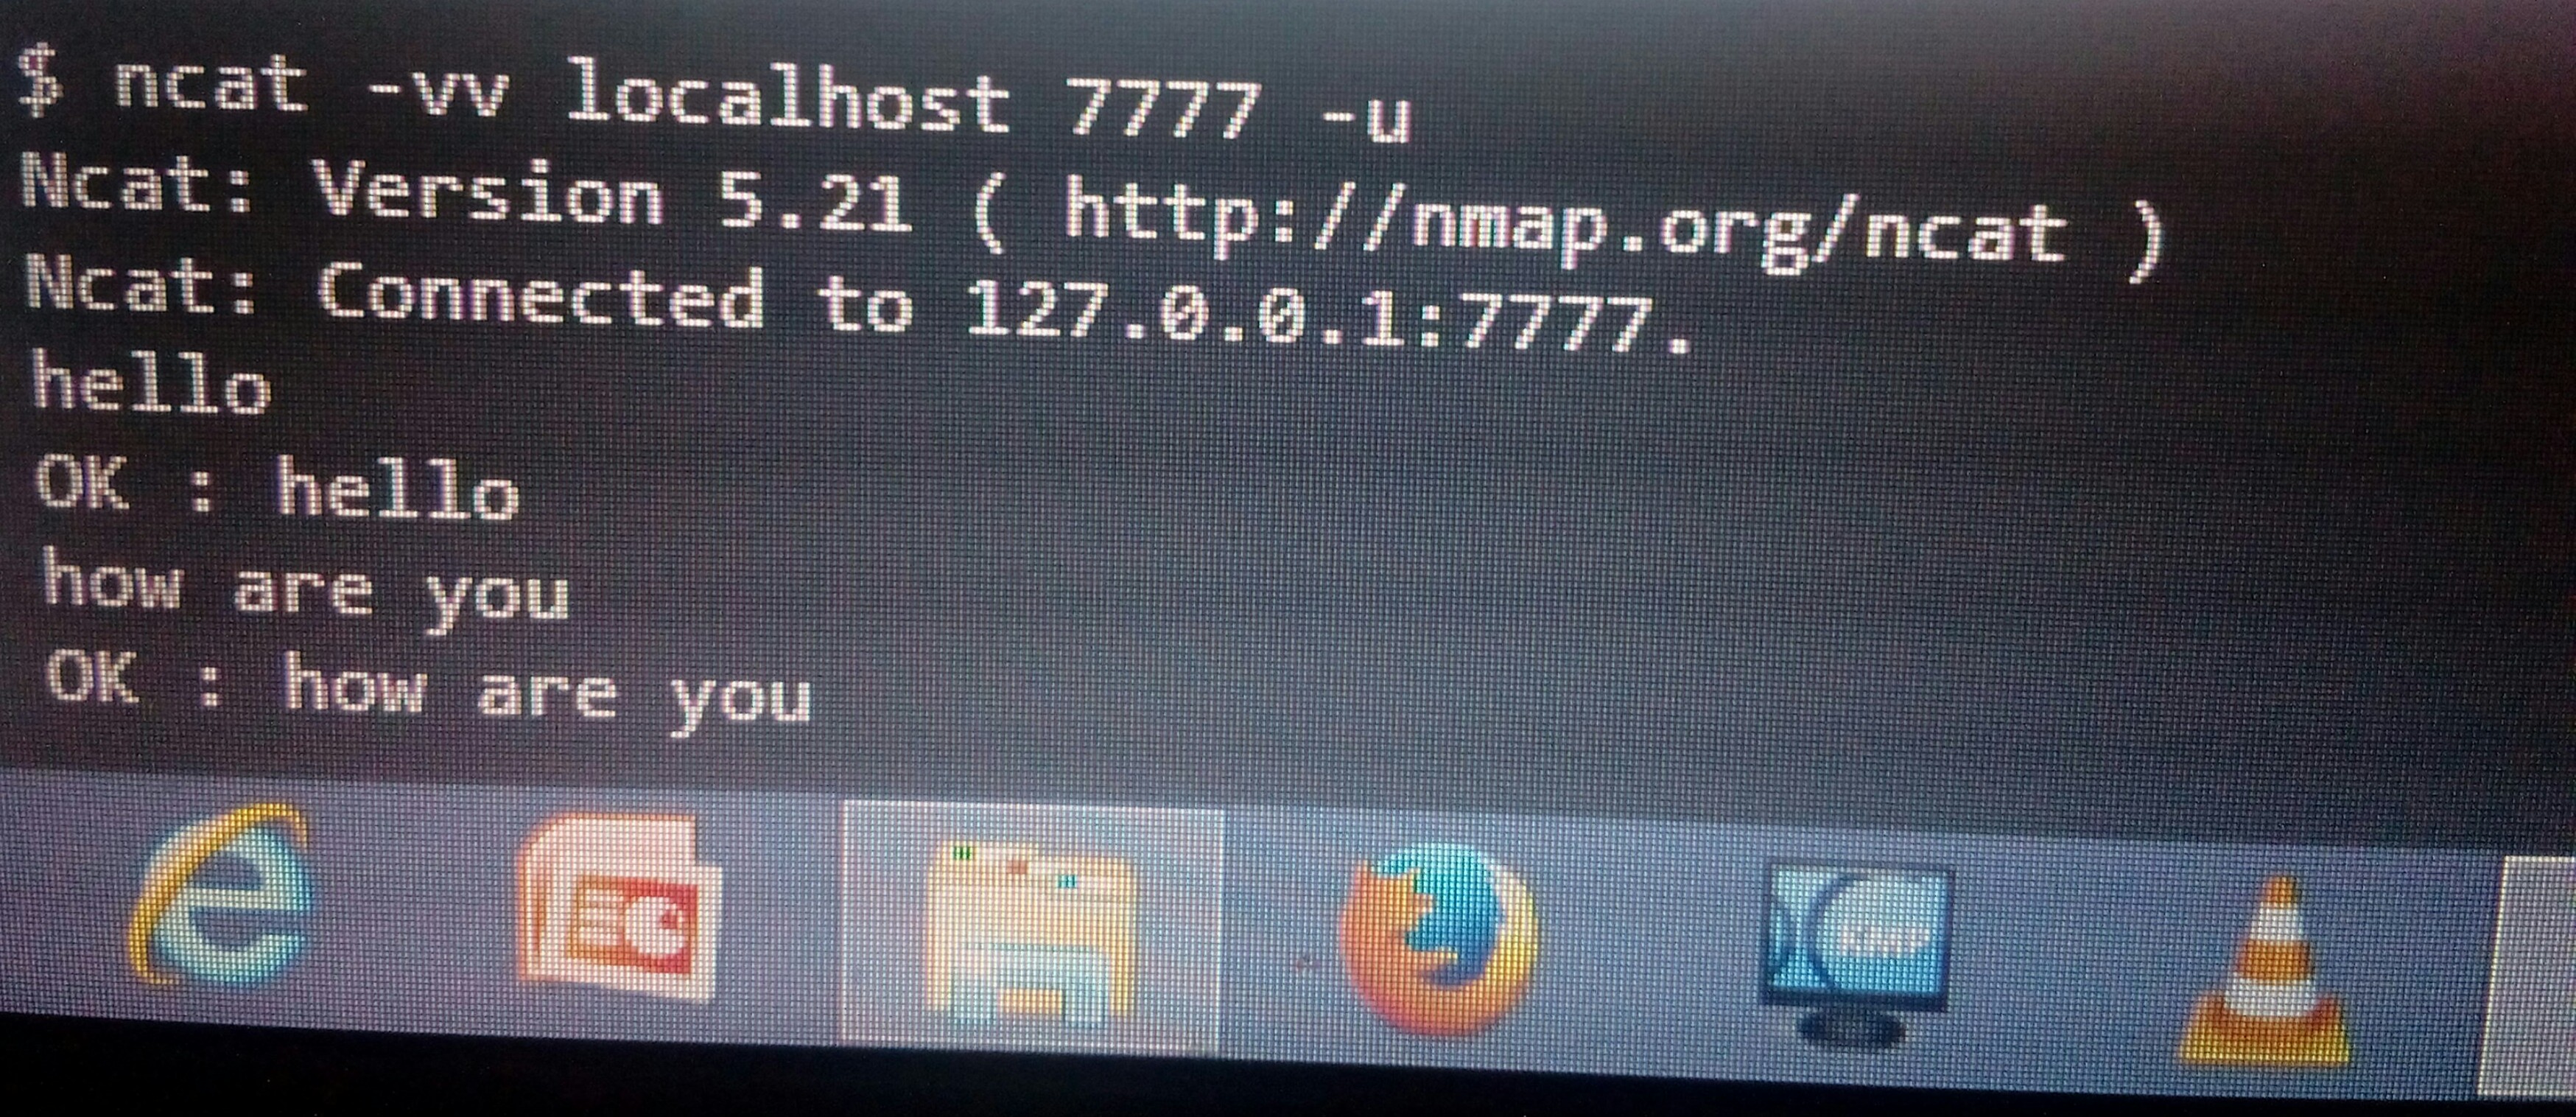 $ ncat -vv localhost 7777 -u
Ncat: Version 5.21 ( http://nmap.org/ncat )
Ncat: Connected to 127.0.0.1:7777.
hello
OK : hello
how are you
OK : how are you
KMP